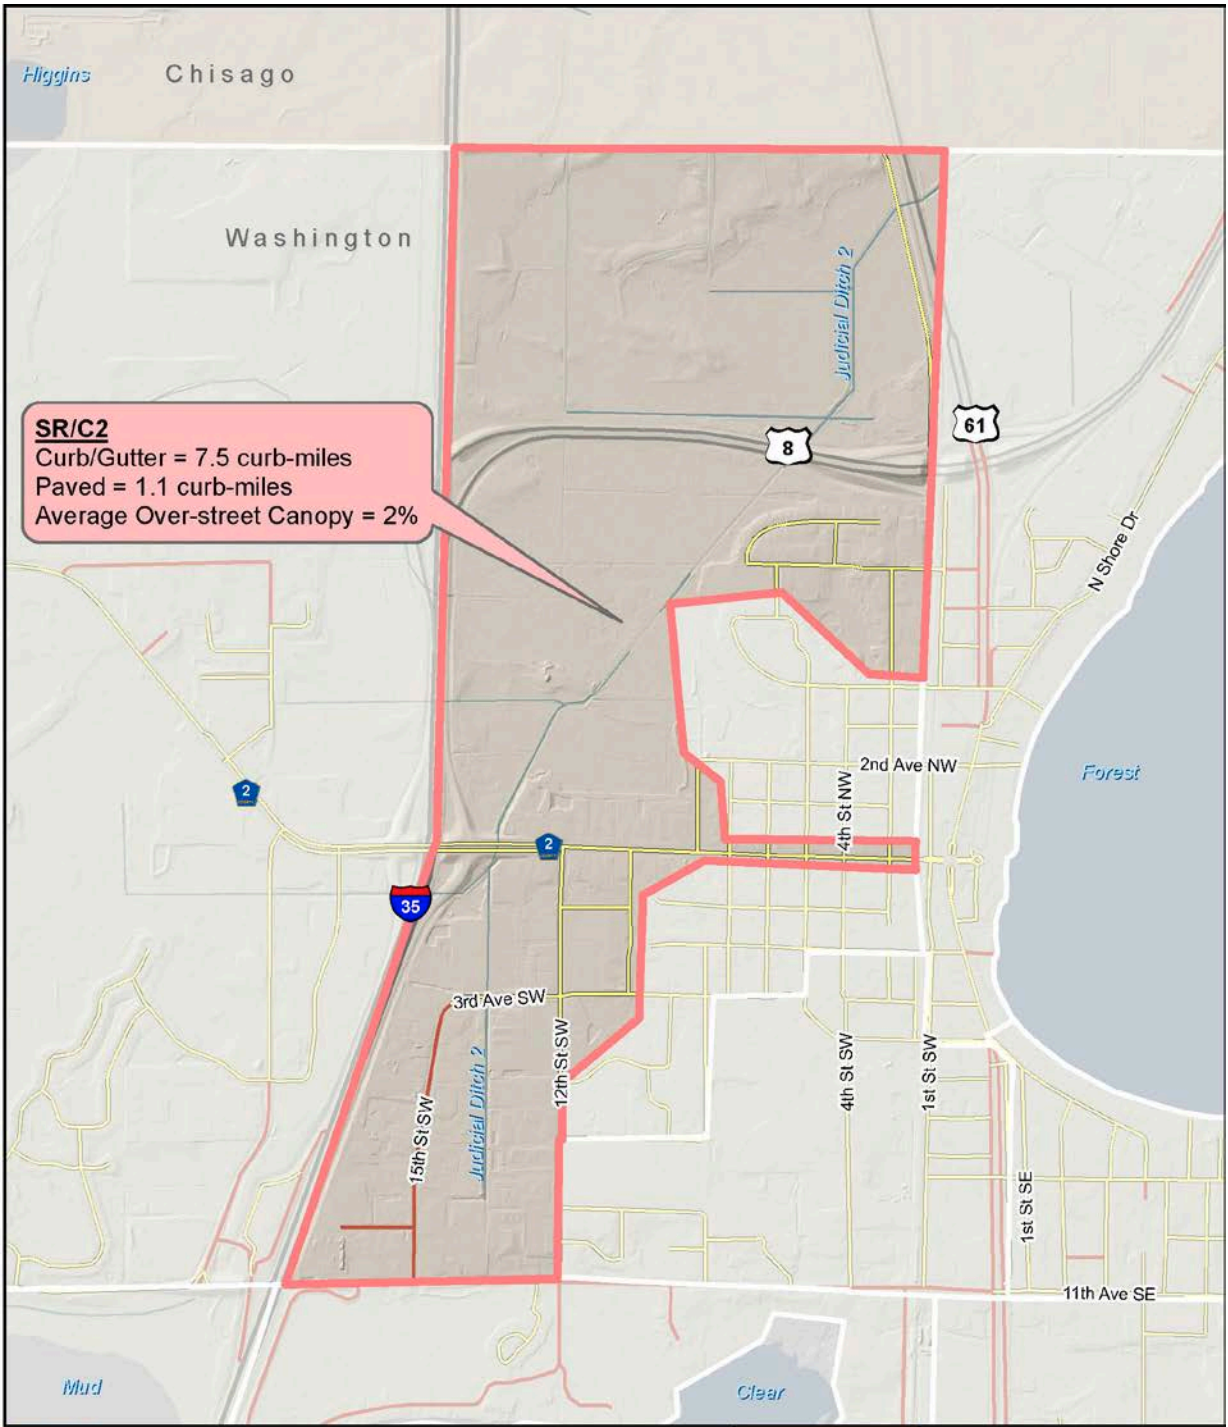 Higgins
Chisago
Washington
Judicial Ditch 2
SR/C2
Curb/Gutter = 7.5 curb-miles
Paved = 1.1 curb-miles
Average Over-street Canopy = 2%
61
8
N Shore Dr
2nd Ave NW
Forest
2
4th St NW
2
35
3rd Ave SW
12th St SW
4th St SW
1st St SW
15th St SW
Judicial Ditch 2
1st St SE
11th Ave SE
Mud
Clear